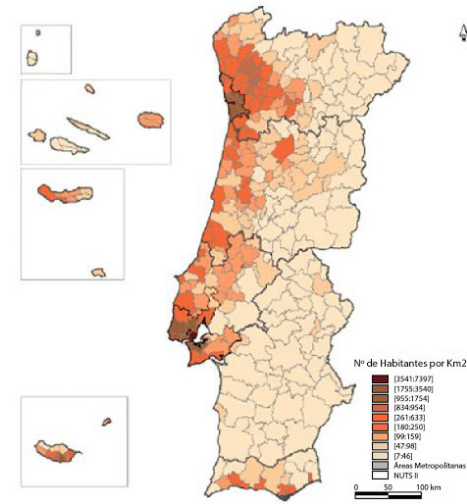 N
Nº de Habitantes por Km2
[3541:7397]
[1755:3540]
[955:1754]
[834:954]
[261:633]
[180:250]
[99:159]
[47:98]
[7:46]
Áreas Metropolitanas
NUTS II
0 50 100 km